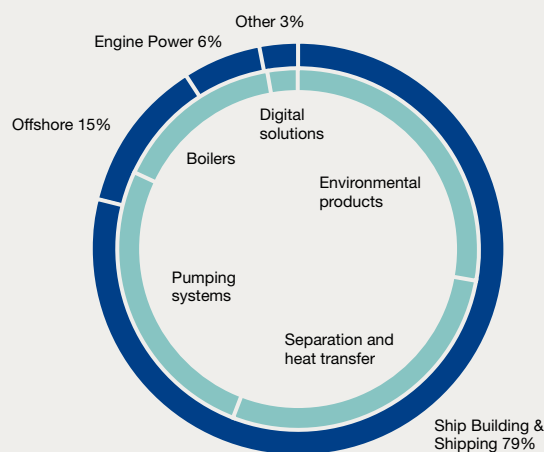 Other 3%
Engine Power 6%
Offshore 15%
Digital
solutions
Boilers
Environmental
products
Pumping
systems
Separation and
heat transfer
Ship Building &
Shipping 79%